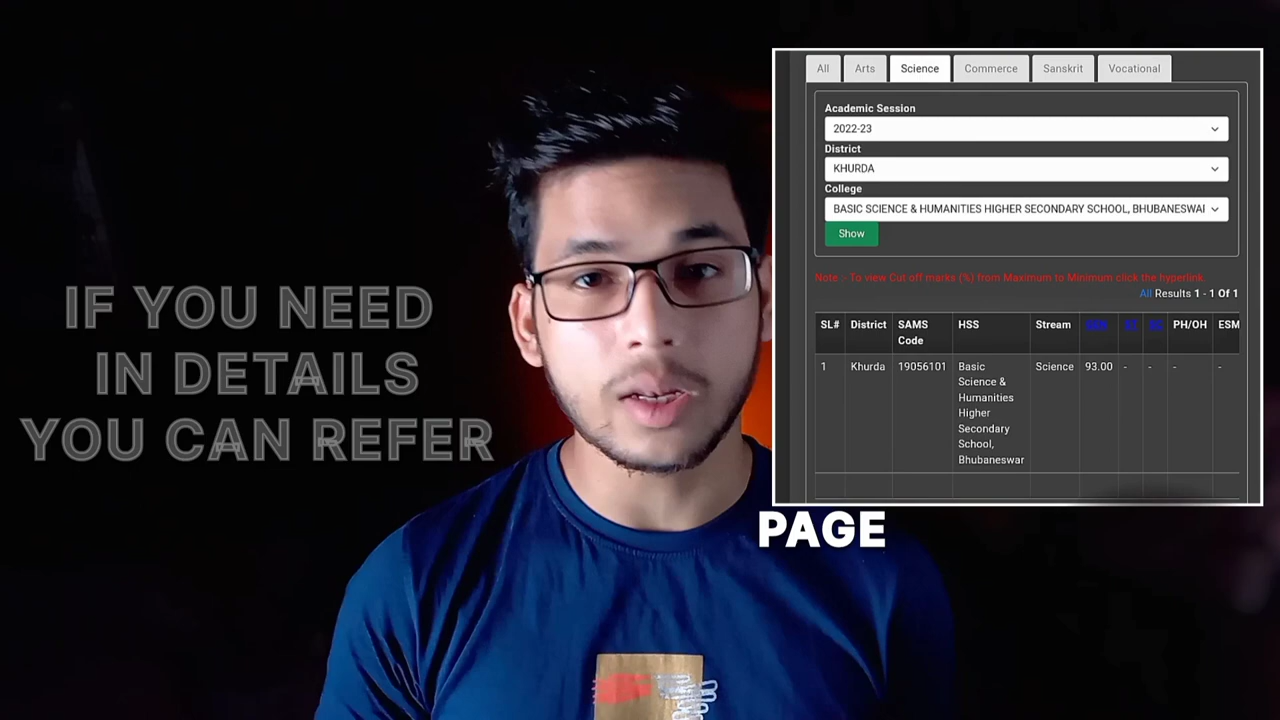 IF YOU NEED
IN DETAILS
YOU CAN REFER
All Arts Science Commerce Sanskrit Vocational
Academic Session
2022-23
District
KHURDA
College
BASIC SCIENCE & HUMANITIES HIGHER SECONDARY SCHOOL, BHUBANESWAR
Show
Note :- To view Cut off marks (%) from Maximum to Minimum click the hyperlink
All Results 1 - 1 Of 1
SL# District SAMS HSS Stream ST SC PH/OH ESM
Code
1 Khurda 19056101 Basic Science 93.00 - - - -
Science &
Humanities
Higher
Secondary
School,
Bhubaneswar
PAGE